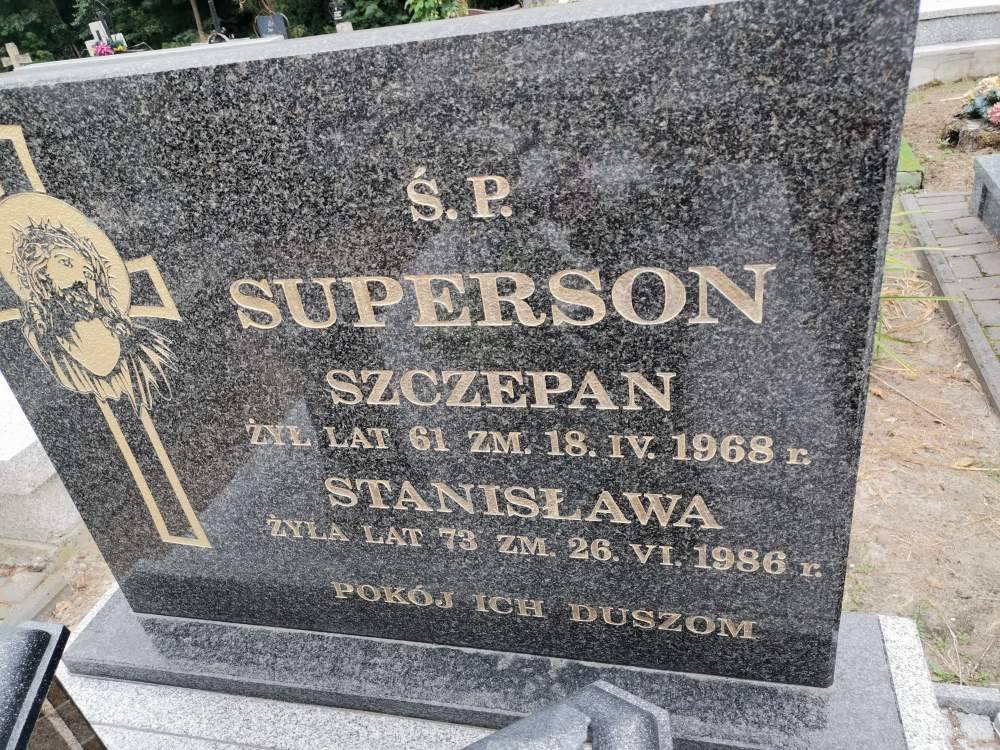 Ś. P.
SUPERSON
SZCZEPAN
ŻYŁ LAT 61 ZM. 18. IV. 1968 r.
STANISŁAWA
ŻYŁA LAT 73 ZM. 26. VI. 1986 r.
POKÓJ ICH DUSZOM